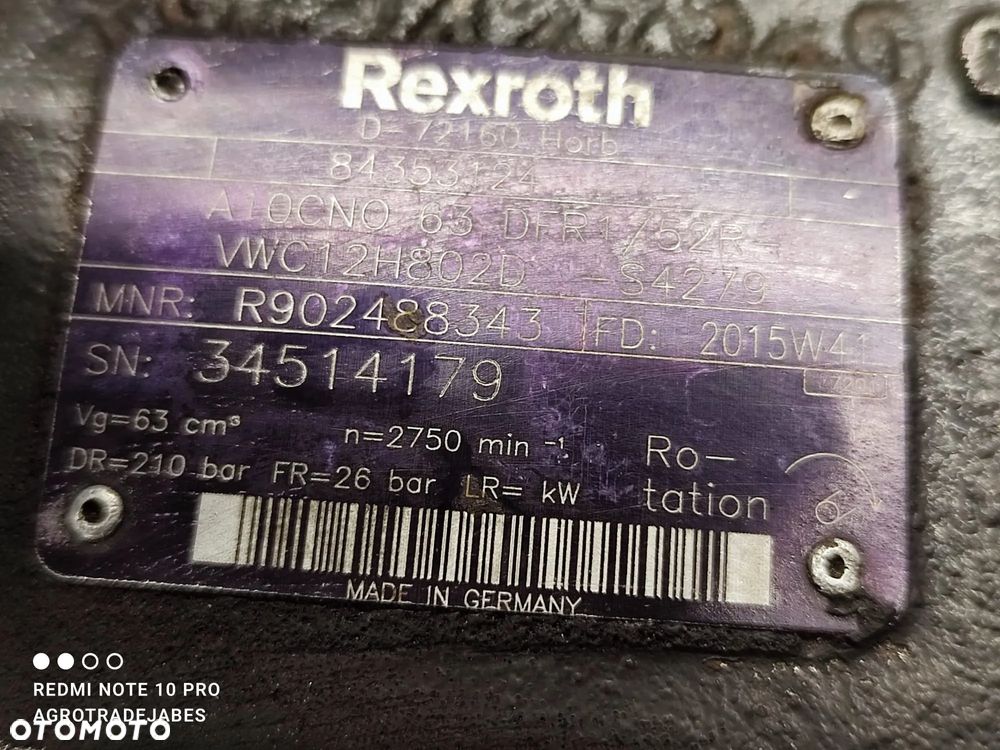 Rexroth
D-72160 Horb
84353124
A10CNO 63 DFR1/52R-
VWC12H802D -S4279
MNR: R902488343 FD: 2015W41
SN: 34514179
Vg=63 cm³ n=2750 min⁻¹ Ro-
DR=210 bar FR=26 bar LR= kW tation
MADE IN GERMANY
REDMI NOTE 10 PRO
AGROTRADEJABES
OTOMOTO